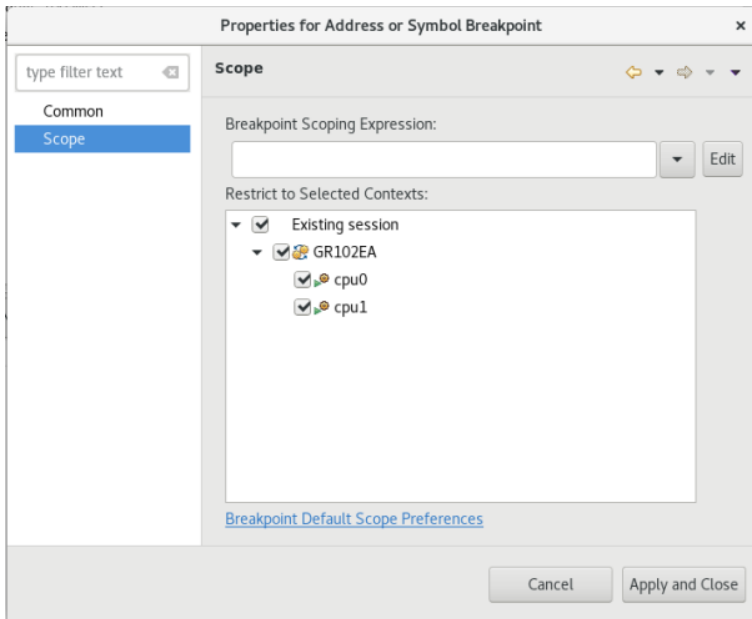 Properties for Address or Symbol Breakpoint
type filter text
Scope
Common
Scope
Breakpoint Scoping Expression:
Edit
Restrict to Selected Contexts:
Existing session
GR102EA
cpu0
cpu1
Breakpoint Default Scope Preferences
Cancel
Apply and Close